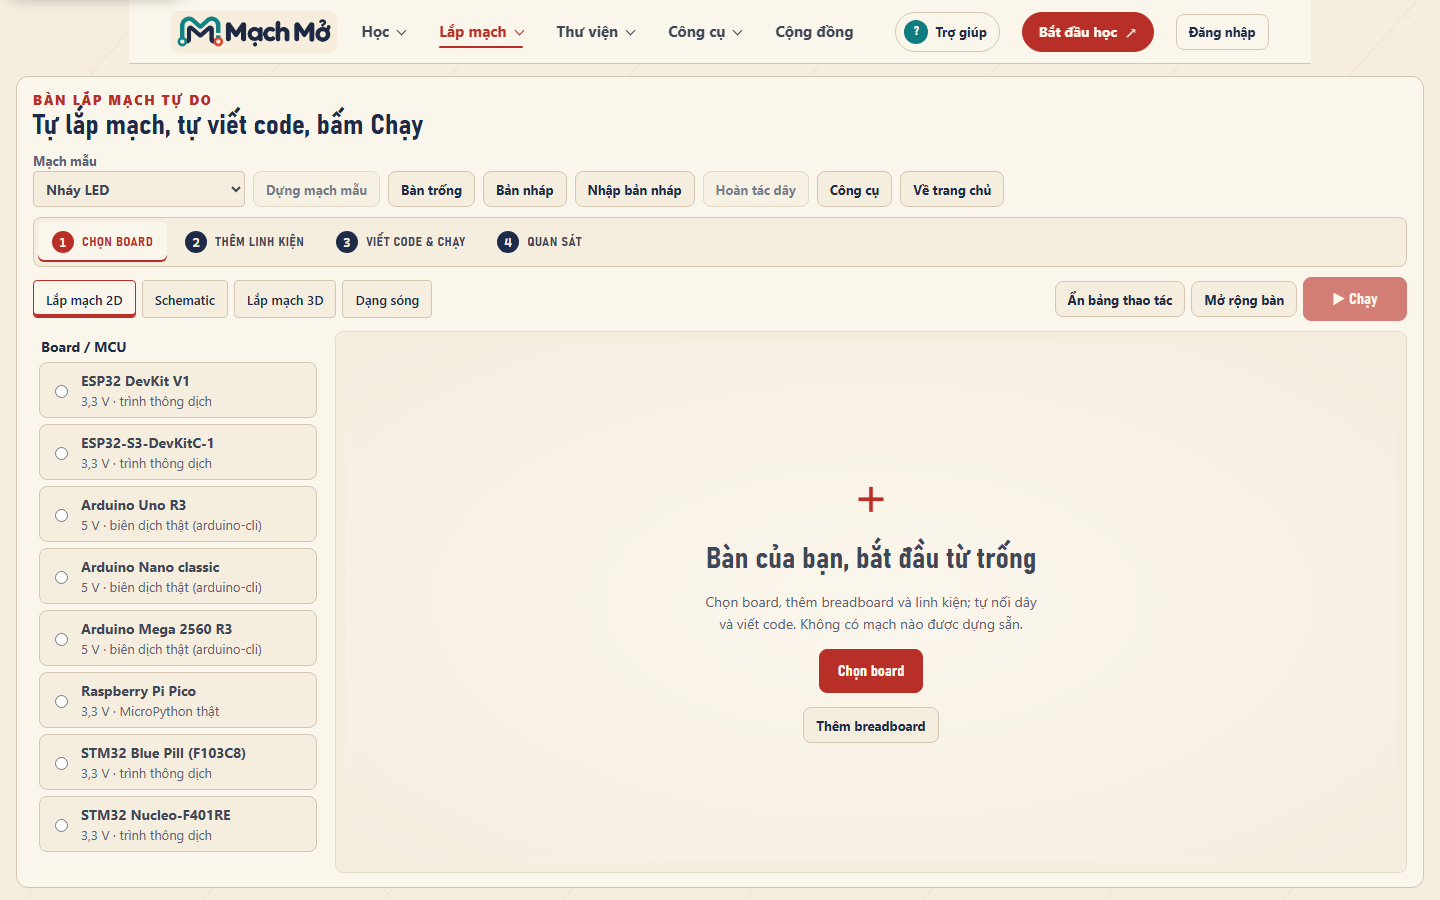 Mạch Mở
Học
Lắp mạch
Thư viện
Công cụ
Cộng đồng
? Trợ giúp
Bắt đầu học ↗
Đăng nhập
BÀN LẮP MẠCH TỰ DO
Tự lắp mạch, tự viết code, bấm Chạy
Mạch mẫu
Nháy LED
Dựng mạch mẫu
Bàn trống
Bản nháp
Nhập bản nháp
Hoàn tác dây
Công cụ
Về trang chủ
1 CHỌN BOARD
2 THÊM LINH KIỆN
3 VIẾT CODE & CHẠY
4 QUAN SÁT
Lắp mạch 2D
Schematic
Lắp mạch 3D
Dạng sóng
Ẩn bảng thao tác
Mở rộng bàn
▶ Chạy
Board / MCU
ESP32 DevKit V1
3,3 V · trình thông dịch
ESP32-S3-DevKitC-1
3,3 V · trình thông dịch
Arduino Uno R3
5 V · biên dịch thật (arduino-cli)
Arduino Nano classic
5 V · biên dịch thật (arduino-cli)
Arduino Mega 2560 R3
5 V · biên dịch thật (arduino-cli)
Raspberry Pi Pico
3,3 V · MicroPython thật
STM32 Blue Pill (F103C8)
3,3 V · trình thông dịch
STM32 Nucleo-F401RE
3,3 V · trình thông dịch
+
Bàn của bạn, bắt đầu từ trống
Chọn board, thêm breadboard và linh kiện; tự nối dây
và viết code. Không có mạch nào được dựng sẵn.
Chọn board
Thêm breadboard